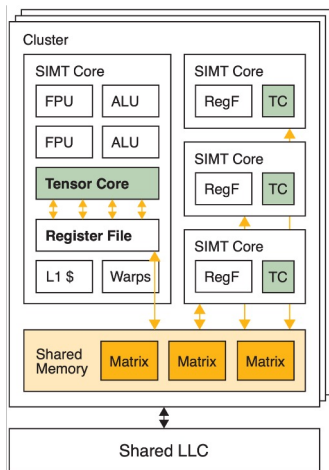 Cluster
SIMT Core
FPU ALU
FPU ALU
Tensor Core
Register File
L1 $ Warps
SIMT Core
RegF TC
SIMT Core
RegF TC
SIMT Core
RegF TC
Shared
Memory
Matrix Matrix Matrix
Shared LLC